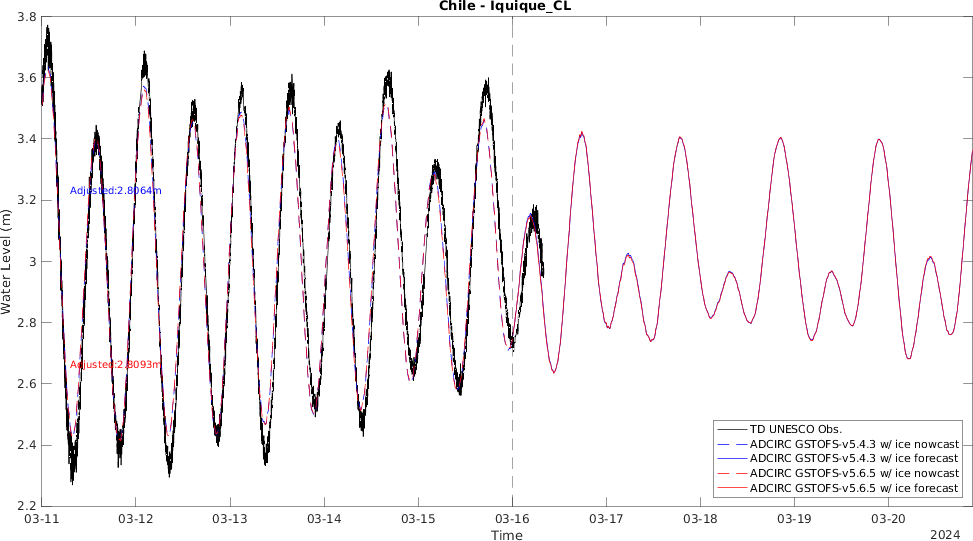 Chile - Iquique_CL
3.8
3.6
3.4
3.2
3
2.8
2.6
2.4
2.2
Water Level (m)
Adjusted:2.8064m
Adjusted:2.8093m
TD UNESCO Obs.
ADCIRC GSTOFS-v5.4.3 w/ ice nowcast
ADCIRC GSTOFS-v5.4.3 w/ ice forecast
ADCIRC GSTOFS-v5.6.5 w/ ice nowcast
ADCIRC GSTOFS-v5.6.5 w/ ice forecast
03-11 03-12 03-13 03-14 03-15 03-16 03-17 03-18 03-19 03-20
Time
2024